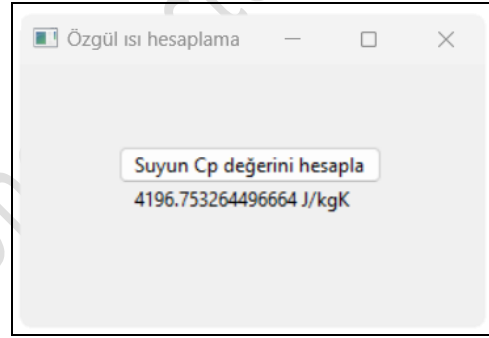 Özgül ısı hesaplama
Suyun Cp değerini hesapla
4196.753264496664 J/kgK